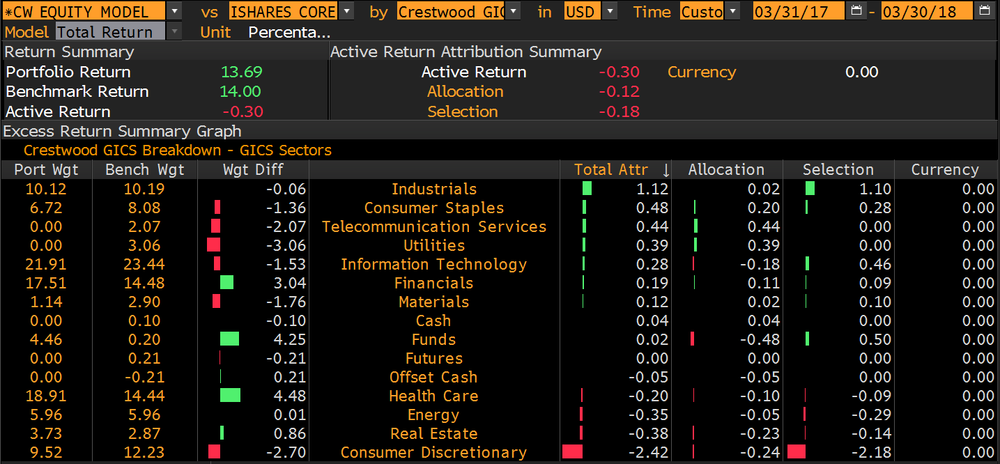 *CW EQUITY MODEL vs ISHARES CORE by Crestwood GIC in USD Time Custo 03/31/17 - 03/30/18
Model Total Return Unit Percenta...
Return Summary Active Return Attribution Summary
Portfolio Return 13.69 Active Return -0.30 Currency 0.00
Benchmark Return 14.00 Allocation -0.12
Active Return -0.30 Selection -0.18
Excess Return Summary Graph
Crestwood GICS Breakdown - GICS Sectors
Port Wgt Bench Wgt Wgt Diff Total Attr ↓ Allocation Selection Currency
10.12 10.19 -0.06 Industrials 1.12 0.02 1.10 0.00
6.72 8.08 -1.36 Consumer Staples 0.48 0.20 0.28 0.00
0.00 2.07 -2.07 Telecommunication Services 0.44 0.44 0.00 0.00
0.00 3.06 -3.06 Utilities 0.39 0.39 0.00 0.00
21.91 23.44 -1.53 Information Technology 0.28 -0.18 0.46 0.00
17.51 14.48 3.04 Financials 0.19 0.11 0.09 0.00
1.14 2.90 -1.76 Materials 0.12 0.02 0.10 0.00
0.00 0.10 -0.10 Cash 0.04 0.04 0.00 0.00
4.46 0.20 4.25 Funds 0.02 -0.48 0.50 0.00
0.00 0.21 -0.21 Futures 0.00 0.00 0.00 0.00
0.00 -0.21 0.21 Offset Cash -0.05 -0.05 0.00 0.00
18.91 14.44 4.48 Health Care -0.20 -0.10 -0.09 0.00
5.96 5.96 0.01 Energy -0.35 -0.05 -0.29 0.00
3.73 2.87 0.86 Real Estate -0.38 -0.23 -0.14 0.00
9.52 12.23 -2.70 Consumer Discretionary -2.42 -0.24 -2.18 0.00